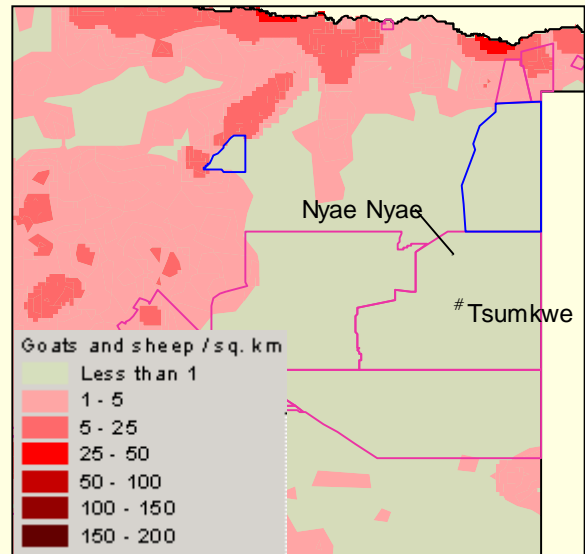 Nyae Nyae
# Tsumkwe
Goats and sheep / sq. km
Less than 1
1 - 5
5 - 25
25 - 50
50 - 100
100 - 150
150 - 200